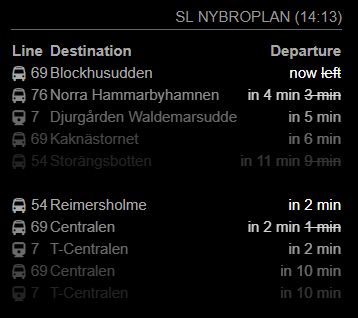 SL NYBROPLAN (14:13)
Line Destination Departure
69 Blockhusudden now left
76 Norra Hammarbyhamnen in 4 min 3 min
7 Djurgården Waldemarsudde in 5 min
69 Kaknästornet in 6 min
54 Storängsbotten in 11 min 9 min
54 Reimersholme in 2 min
69 Centralen in 2 min 1 min
7 T-Centralen in 2 min
69 Centralen in 10 min
7 T-Centralen in 10 min